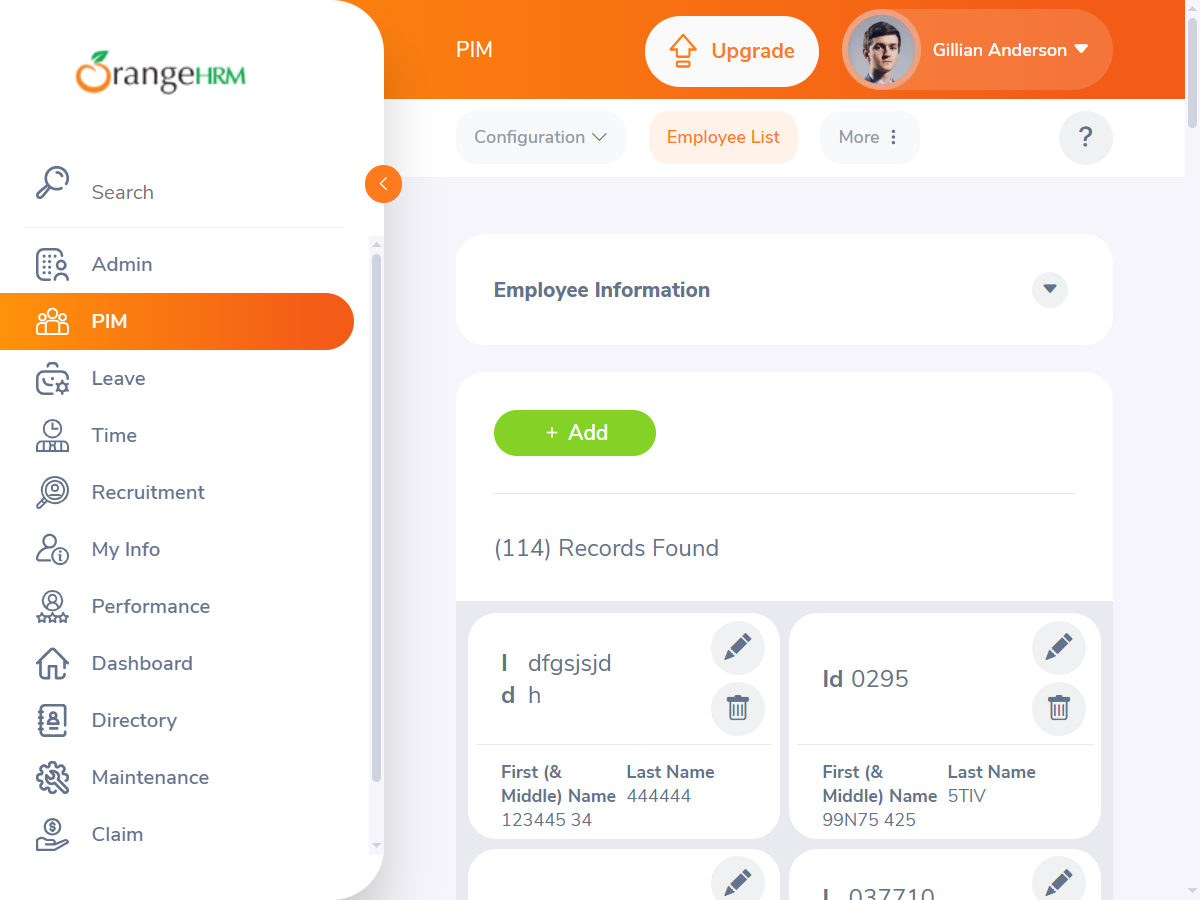 OrangeHRM
PIM
Upgrade
Gillian Anderson
Configuration
Employee List
More
?
Search
Admin
PIM
Leave
Time
Recruitment
My Info
Performance
Dashboard
Directory
Maintenance
Claim
Employee Information
+ Add
(114) Records Found
I dfgsjsjd
d h
First (&
Middle) Name
123445 34
Last Name
444444
Id 0295
First (&
Middle) Name
99N75 425
Last Name
5TIV
I 037710